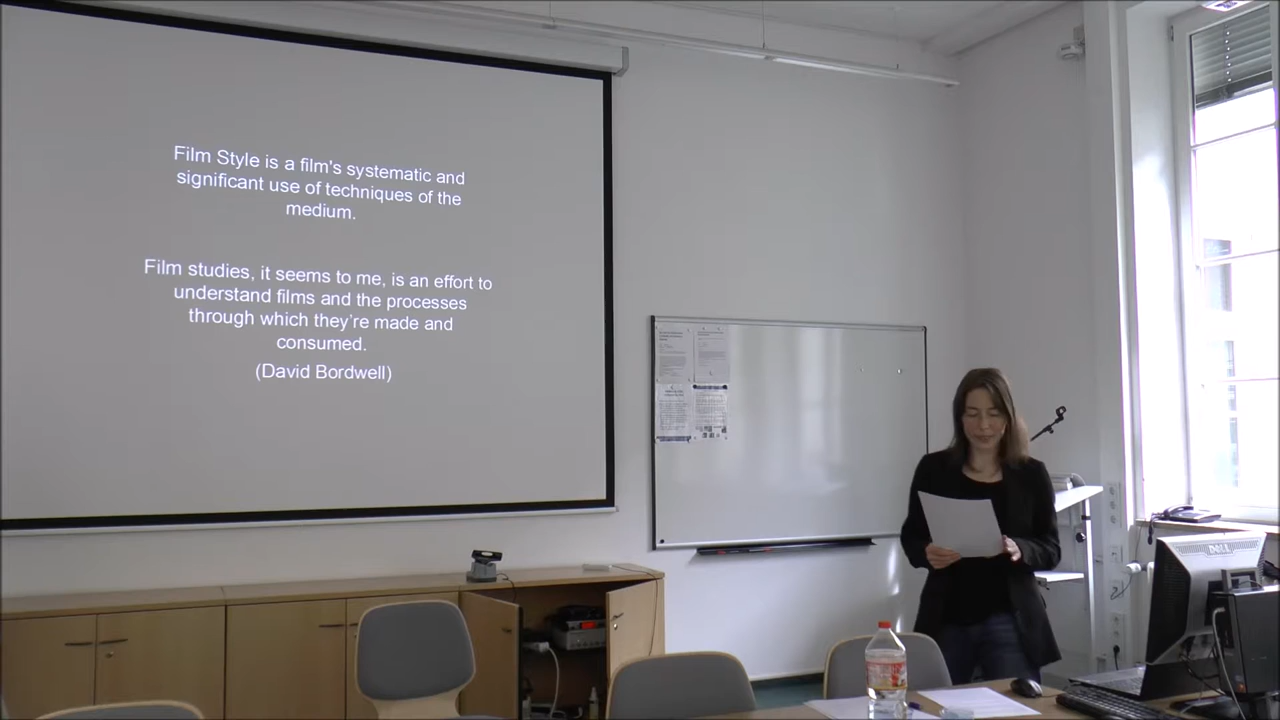 Film Style is a film's systematic and
significant use of techniques of the
medium.
Film studies, it seems to me, is an effort to
understand films and the processes
through which they're made and
consumed.
(David Bordwell)
DELL